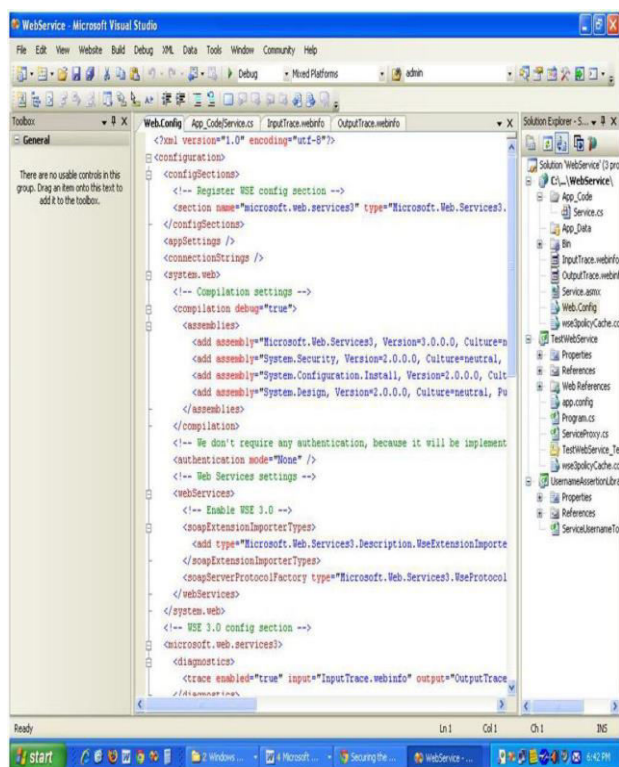 WebService - Microsoft Visual Studio
File Edit View Website Build Debug XML Data Tools Window Community Help
Debug Mixed Platforms admin
Toolbox
General
There are no usable controls in this
group. Drag an item onto this text to
add it to the toolbox.
Web.Config App_Code/Service.cs InputTrace.webinfo OutputTrace.webinfo
<?xml version="1.0" encoding="utf-8"?>
<configuration>
<configSections>
<!-- Register WSE config section -->
<section name="microsoft.web.services3" type="Microsoft.Web.Services3.
</configSections>
<appSettings />
<connectionStrings />
<system.web>
<!-- Compilation settings -->
<compilation debug="true">
<assemblies>
<add assembly="Microsoft.Web.Services3, Version=3.0.0.0, Culture=n
<add assembly="System.Security, Version=2.0.0.0, Culture=neutral,
<add assembly="System.Configuration.Install, Version=2.0.0.0, Cult
<add assembly="System.Design, Version=2.0.0.0, Culture=neutral, Pu
</assemblies>
</compilation>
<!-- We don't require any authentication, because it will be implement
<authentication mode="None" />
<!-- Web Services settings -->
<webServices>
<!-- Enable WSE 3.0 -->
<soapExtensionImporterTypes>
<add type="Microsoft.Web.Services3.Description.WseExtensionImporte
</soapExtensionImporterTypes>
<soapServerProtocolFactory type="Microsoft.Web.Services3.WseProtocol
</webServices>
</system.web>
<!-- WSE 3.0 config section -->
<microsoft.web.services3>
<diagnostics>
<trace enabled="true" input="InputTrace.webinfo" output="OutputTrace
</diagnostics>
Solution Explorer - S...
Solution 'WebService' (3 pro
C:\...\WebService\
App_Code
Service.cs
App_Data
Bin
InputTrace.webinfo
OutputTrace.webinf
Service.asmx
Web.Config
wse3policyCache.co
TestWebService
Properties
References
Web References
app.config
Program.cs
ServiceProxy.cs
TestWebService_Te
wse3policyCache.co
UsernameAssertionLibra
Properties
References
ServiceUsernameTo
Ready Ln 1 Col 1 Ch 1 INS
start 2 Windows ... 4 Microsoft ... Securing the ... WebService - ... 6:42 PM